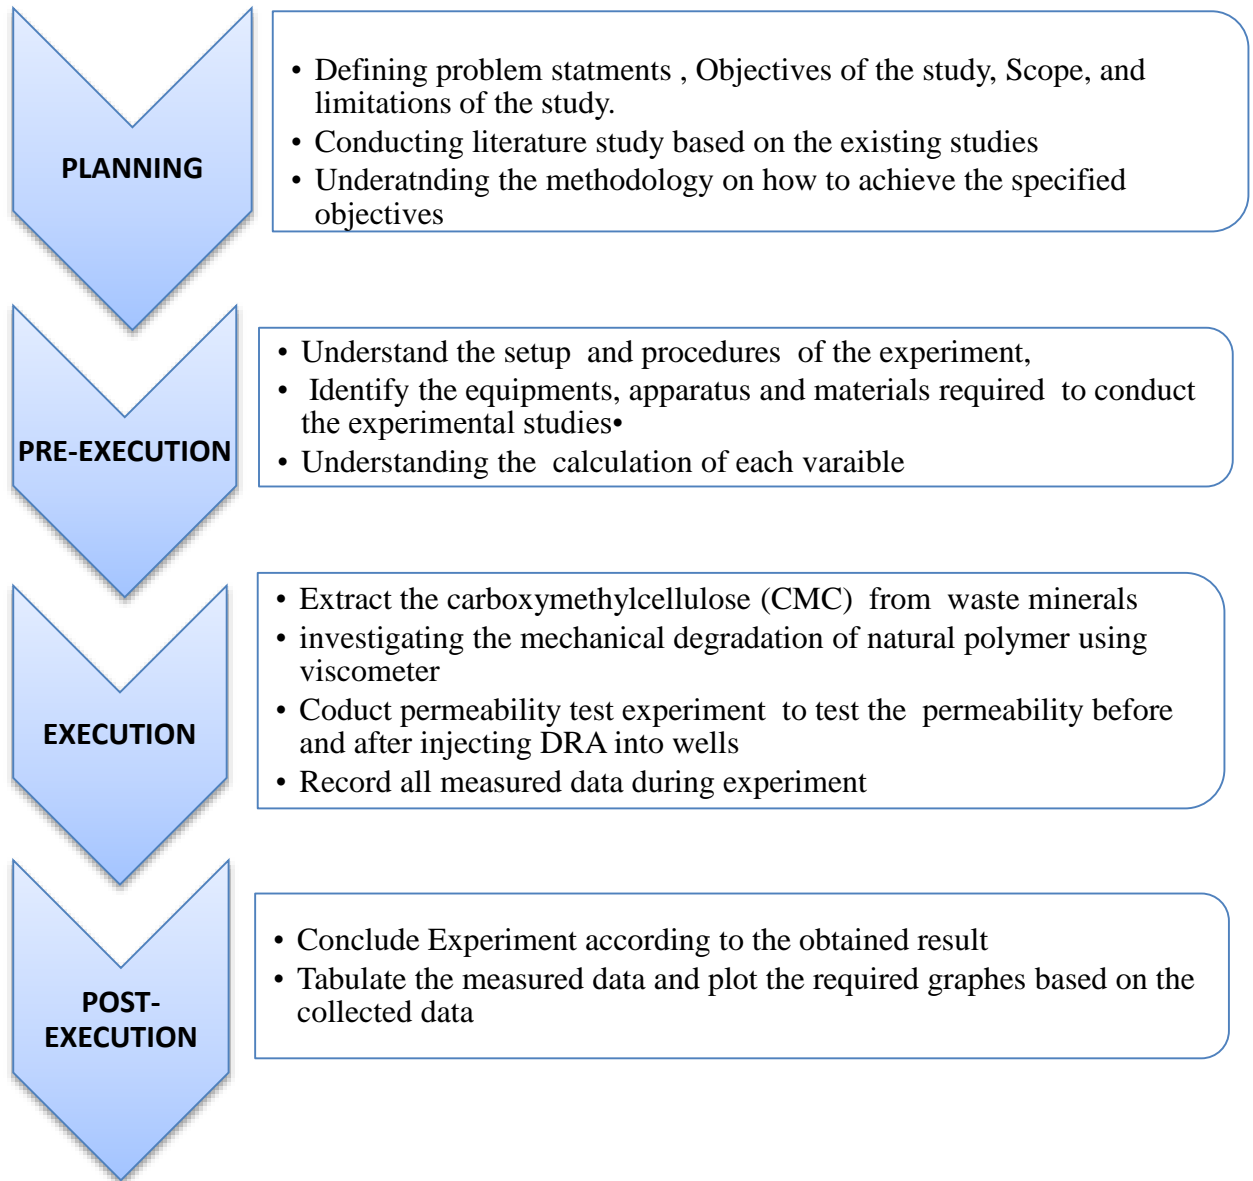 PLANNING
• Defining problem statments , Objectives of the study, Scope, and
limitations of the study.
• Conducting literature study based on the existing studies
• Underatnding the methodology on how to achieve the specified
objectives
PRE-EXECUTION
• Understand the setup and procedures of the experiment,
• Identify the equipments, apparatus and materials required to conduct
the experimental studies•
• Understanding the calculation of each varaible
EXECUTION
• Extract the carboxymethylcellulose (CMC) from waste minerals
• investigating the mechanical degradation of natural polymer using
viscometer
• Coduct permeability test experiment to test the permeability before
and after injecting DRA into wells
• Record all measured data during experiment
POST-
EXECUTION
• Conclude Experiment according to the obtained result
• Tabulate the measured data and plot the required graphes based on the
collected data